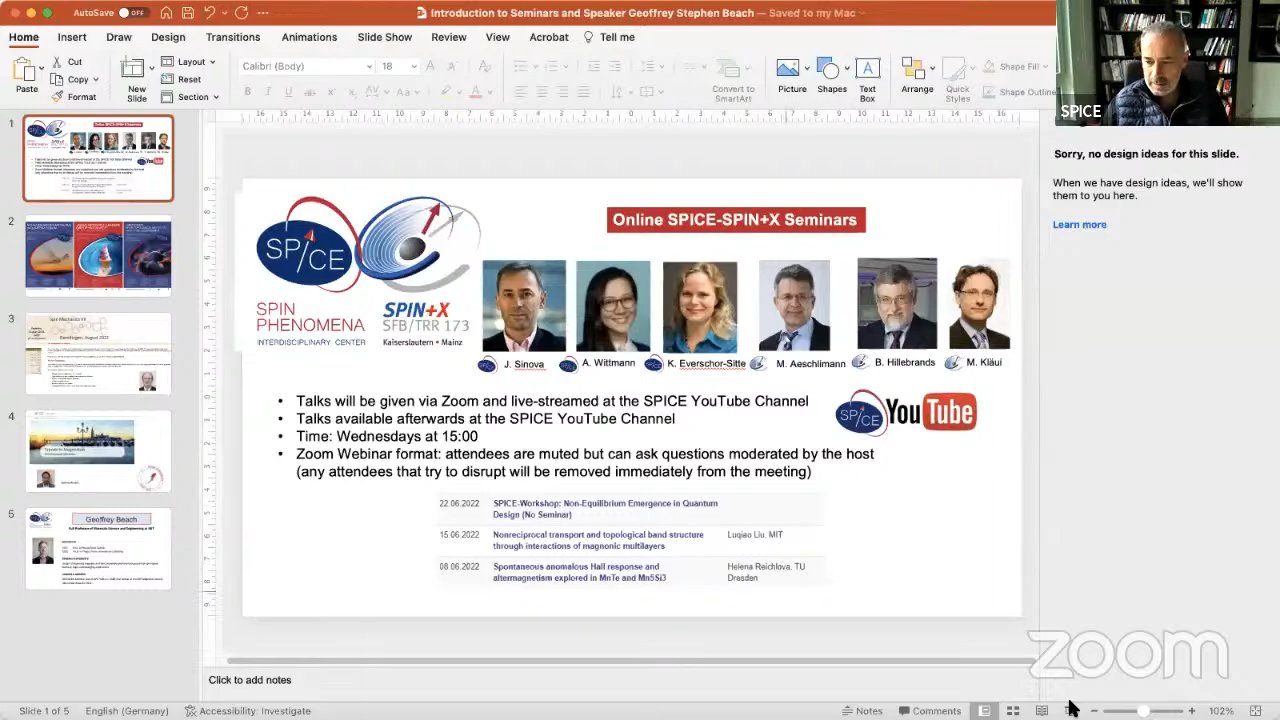 AutoSave OFF
Introduction to Seminars and Speaker Geoffrey Stephen Beach — Saved to my Mac
Home Insert Draw Design Transitions Animations Slide Show Review View Acrobat Tell me
Paste
Cut
Copy
Format
New Slide
Layout
Reset
Section
Calibri (Body) 18
Convert to SmartArt
Picture Shapes Text Box Arrange Quick Styles
Shape Fill
Shape Outline
SPICE
Sorry, no design ideas for this slide.
When we have design ideas, we'll show
them to you here.
Learn more
1
2
3
4
5
Geoffrey Beach
Online SPICE-SPIN+X Seminars
SP/CE
SPIN
PHENOMENA
INTERDISCIPLINARY CENTER
SPIN+X
SFB/TRR 173
Kaiserslautern • Mainz
J. Sinova A. Wittmann K. Everschor-Sitte M. Aeschlimann B. Hillebrands M. Kläui
• Talks will be given via Zoom and live-streamed at the SPICE YouTube Channel
• Talks available afterwards at the SPICE YouTube Channel
• Time: Wednesdays at 15:00
• Zoom Webinar format: attendees are muted but can ask questions moderated by the host
(any attendees that try to disrupt will be removed immediately from the meeting)
SP/CE YouTube
22.06.2022 SPICE-Workshop: Non-Equilibrium Emergence in Quantum
Design (No Seminar)
15.06.2022 Nonreciprocal transport and topological band structure Luqiao Liu, MIT
through interactions of magnonic multilayers
08.06.2022 Spontaneous anomalous Hall response and Helena Reichlova, TU
altermagnetism explored in MnTe and Mn5Si3 Dresden
zoom
Click to add notes
Slide 1 of 5 English (Germany) Accessibility: Investigate Notes Comments 102%